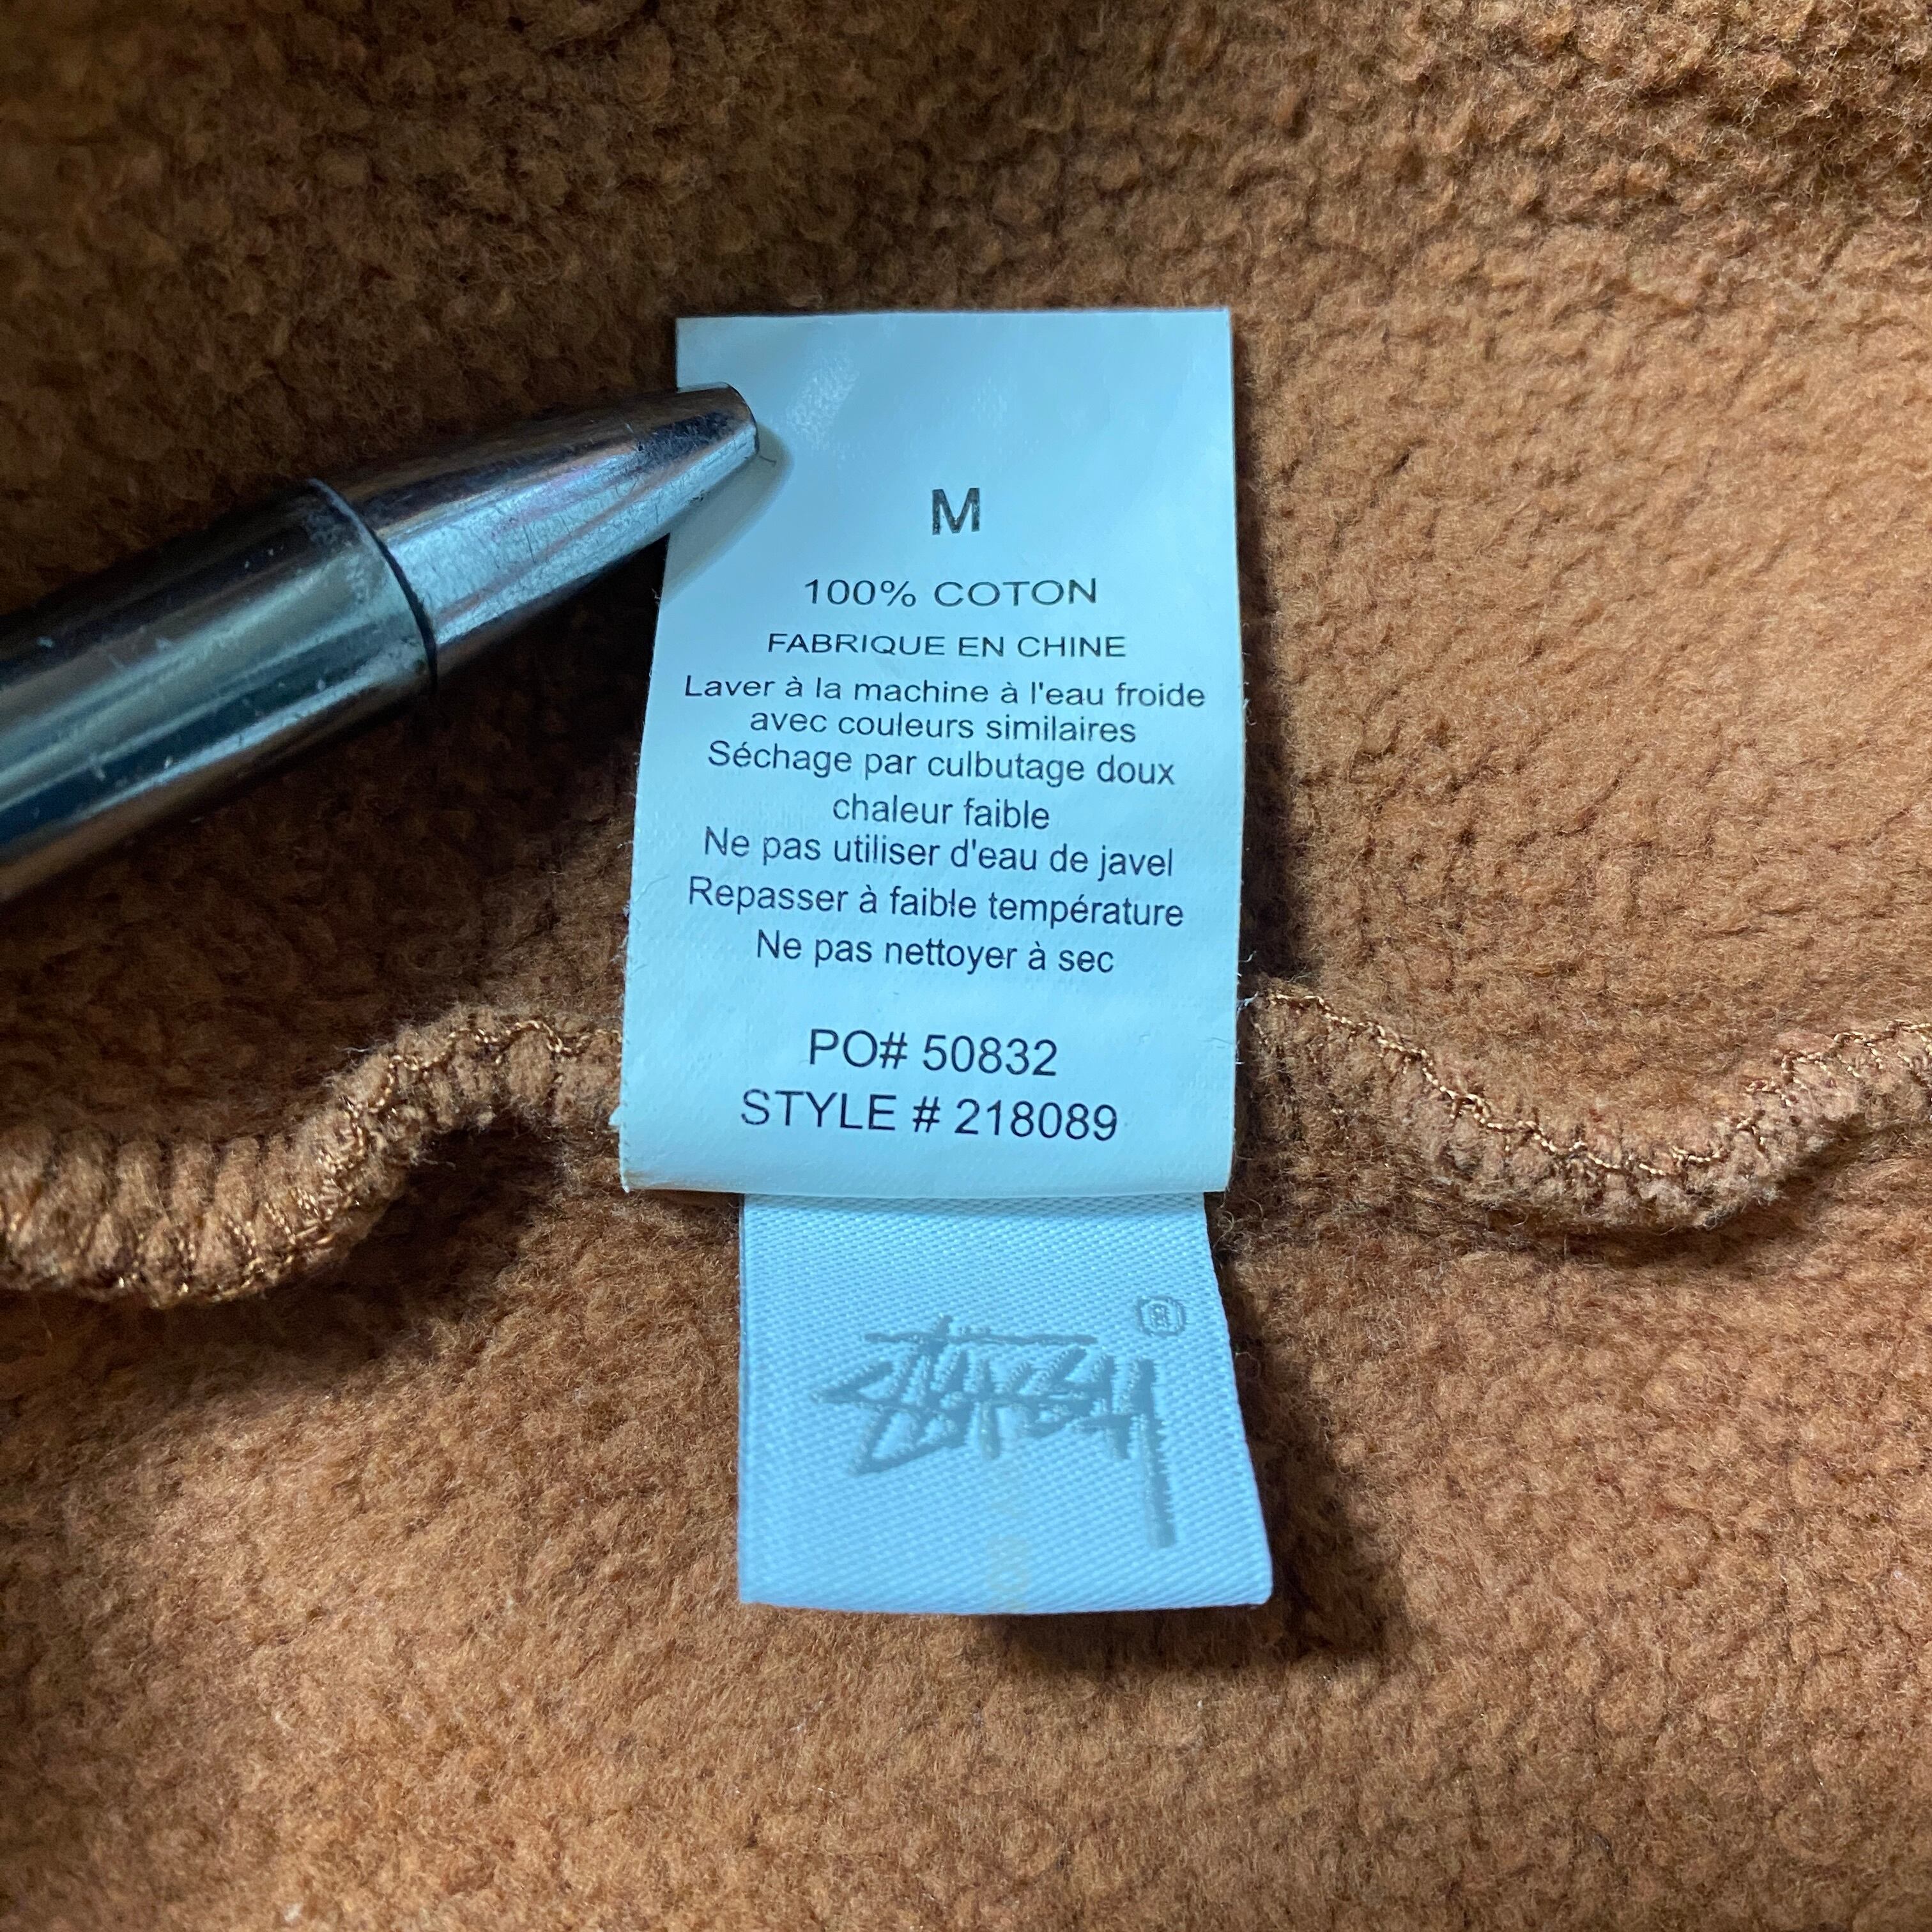 M
100% COTON
FABRIQUE EN CHINE
Laver à la machine à l'eau froide
avec couleurs similaires
Séchage par culbutage doux
chaleur faible
Ne pas utiliser d'eau de javel
Repasser à faible température
Ne pas nettoyer à sec
PO# 50832
STYLE # 218089
®
Stüssy